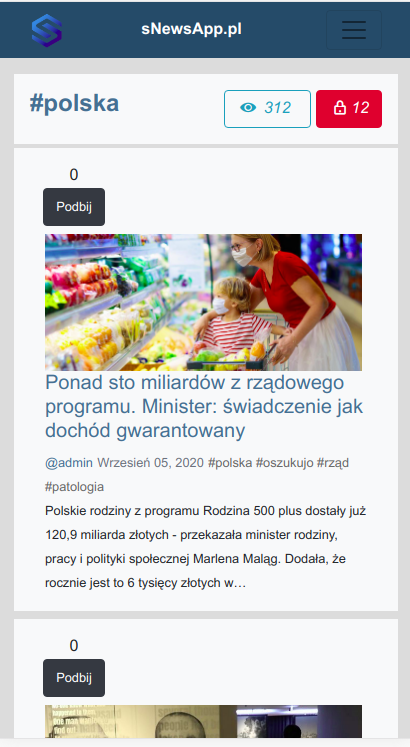 sNewsApp.pl
#polska
312
12
0
Podbij
Ponad sto miliardów z rządowego
programu. Minister: świadczenie jak
dochód gwarantowany
@admin Wrzesień 05, 2020 #polska #oszukujo #rząd
#patologia
Polskie rodziny z programu Rodzina 500 plus dostały już
120,9 miliarda złotych - przekazała minister rodziny,
pracy i polityki społecznej Marlena Maląg. Dodała, że
rocznie jest to 6 tysięcy złotych w…
0
Podbij